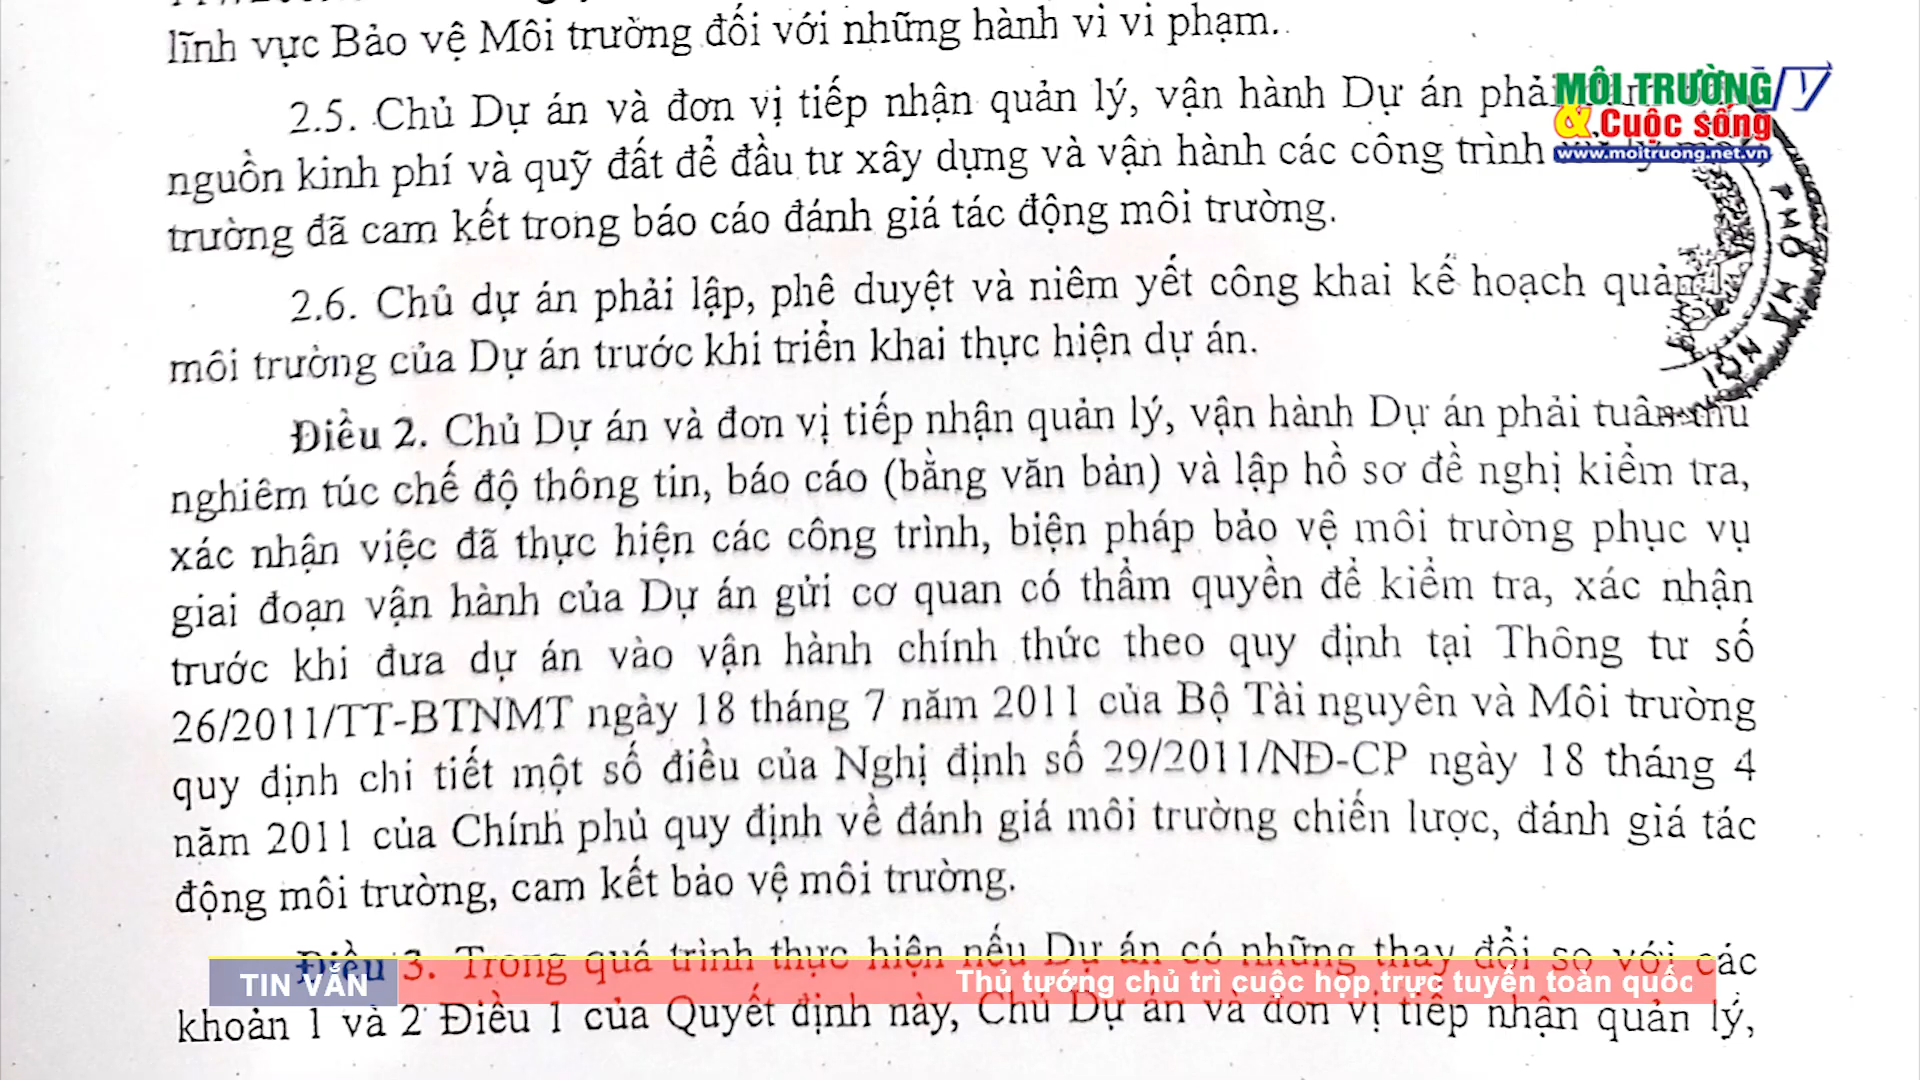 lĩnh vực Bảo vệ Môi trường đối với những hành vi vi phạm.
2.5. Chủ Dự án và đơn vị tiếp nhận quản lý, vận hành Dự án phải
nguồn kinh phí và quỹ đất để đầu tư xây dựng và vận hành các công trình
trường đã cam kết trong báo cáo đánh giá tác động môi trường.
2.6. Chủ dự án phải lập, phê duyệt và niêm yết công khai kế hoạch quản lý
môi trường của Dự án trước khi triển khai thực hiện dự án.
Điều 2. Chủ Dự án và đơn vị tiếp nhận quản lý, vận hành Dự án phải tuân thủ
nghiêm túc chế độ thông tin, báo cáo (bằng văn bản) và lập hồ sơ đề nghị kiểm tra,
xác nhận việc đã thực hiện các công trình, biện pháp bảo vệ môi trường phục vụ
giai đoạn vận hành của Dự án gửi cơ quan có thẩm quyền để kiểm tra, xác nhận
trước khi đưa dự án vào vận hành chính thức theo quy định tại Thông tư số
26/2011/TT-BTNMT ngày 18 tháng 7 năm 2011 của Bộ Tài nguyên và Môi trường
quy định chi tiết một số điều của Nghị định số 29/2011/NĐ-CP ngày 18 tháng 4
năm 2011 của Chính phủ quy định về đánh giá môi trường chiến lược, đánh giá tác
động môi trường, cam kết bảo vệ môi trường.
Điều 3. Trong quá trình thực hiện nếu Dự án có những thay đổi so với các
khoản 1 và 2 Điều 1 của Quyết định này, Chủ Dự án và đơn vị tiếp nhận quản lý,
MÔI TRƯỜNG TV
& Cuộc sống
www.moitruong.net.vn
PHỐ HÀ NỘI
TIN VẮN
Thủ tướng chủ trì cuộc họp trực tuyến toàn quốc